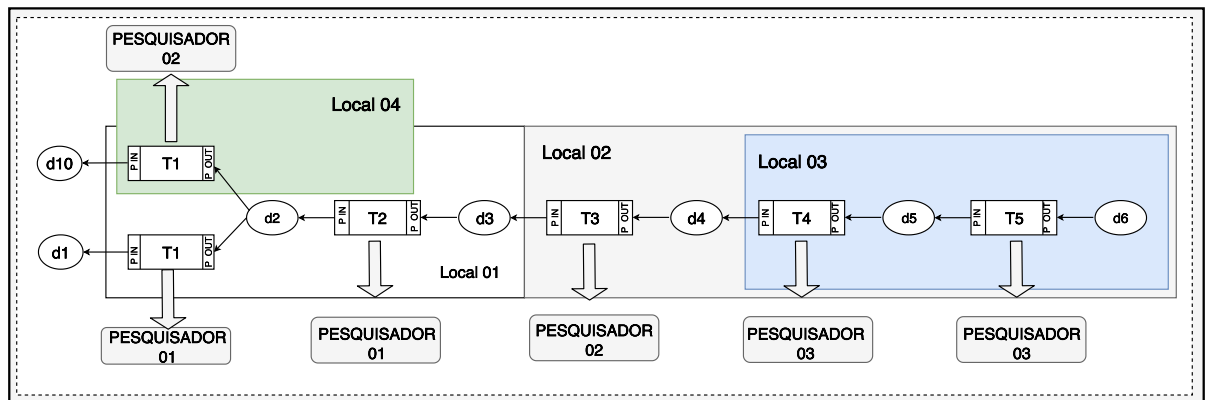 PESQUISADOR
02
Local 04
d10
P IN
T1
P OUT
Local 02
Local 03
d2
P IN
T2
P OUT
d3
P IN
T3
P OUT
d4
P IN
T4
P OUT
d5
P IN
T5
P OUT
d6
d1
P IN
T1
P OUT
Local 01
PESQUISADOR
01
PESQUISADOR
01
PESQUISADOR
02
PESQUISADOR
03
PESQUISADOR
03